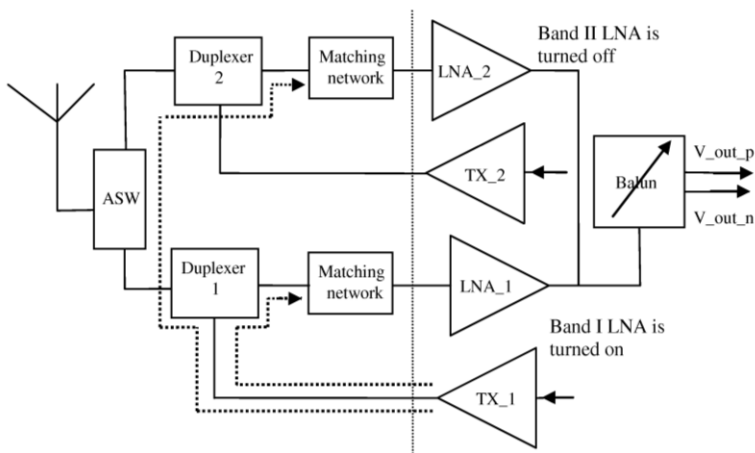 Band II LNA is
turned off
Duplexer
2
Matching
network
LNA_2
V_out_p
TX_2
Balun
ASW
V_out_n
Duplexer
1
Matching
network
LNA_1
Band I LNA is
turned on
TX_1